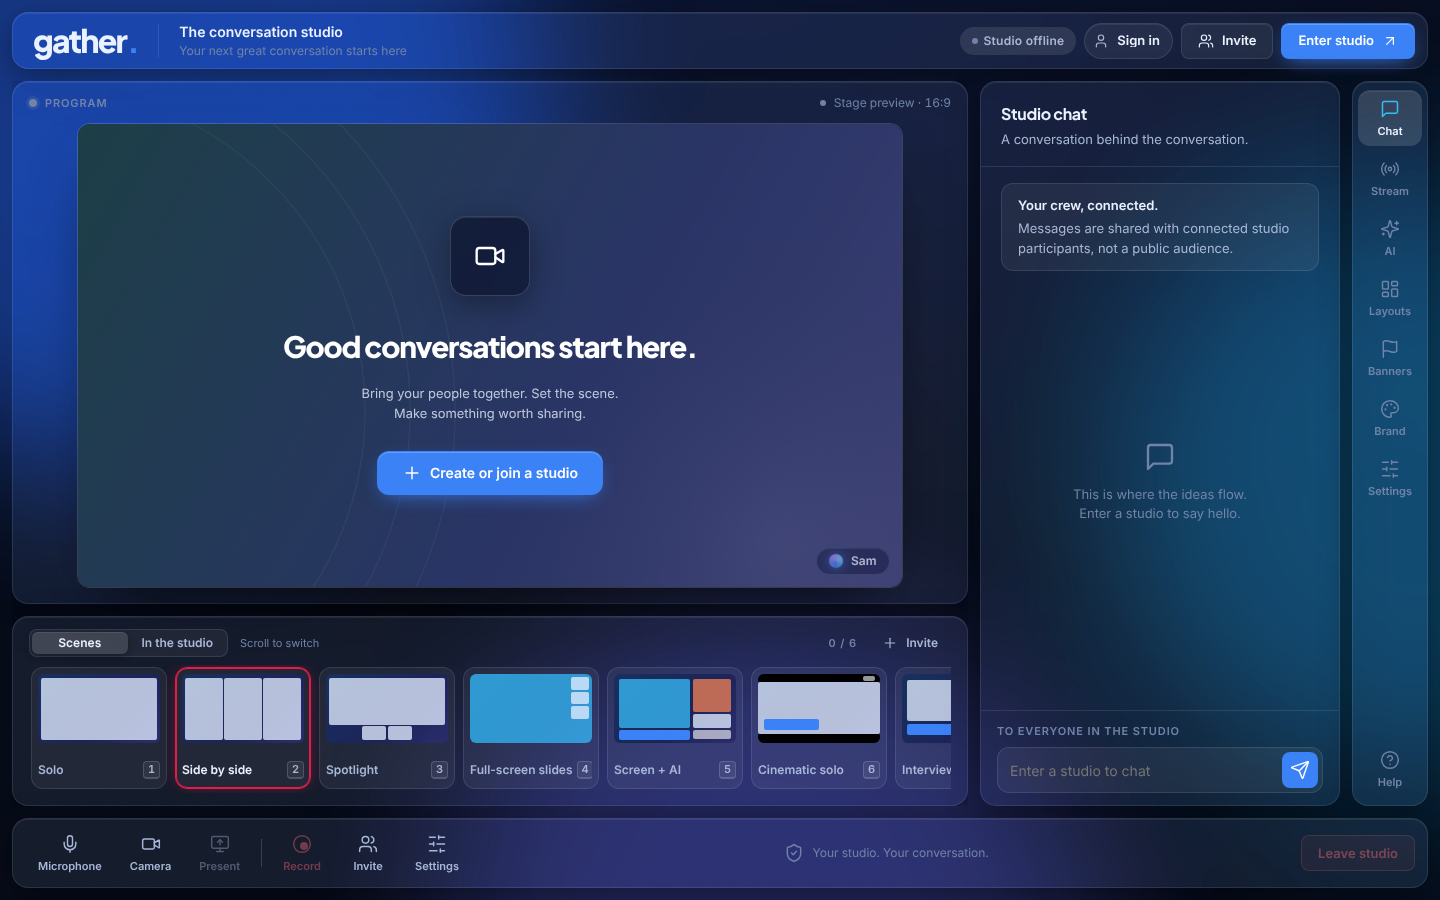 gather.
The conversation studio
Your next great conversation starts here
Studio offline
Sign in
Invite
Enter studio
PROGRAM
Stage preview · 16:9
Good conversations start here.
Bring your people together. Set the scene.
Make something worth sharing.
Create or join a studio
Sam
Scenes
In the studio
Scroll to switch
0 / 6
Invite
Solo 1
Side by side 2
Spotlight 3
Full-screen slides 4
Screen + AI 5
Cinematic solo 6
Interview
Studio chat
A conversation behind the conversation.
Your crew, connected.
Messages are shared with connected studio
participants, not a public audience.
This is where the ideas flow.
Enter a studio to say hello.
TO EVERYONE IN THE STUDIO
Enter a studio to chat
Chat
Stream
AI
Layouts
Banners
Brand
Settings
Help
Microphone
Camera
Present
Record
Invite
Settings
Your studio. Your conversation.
Leave studio